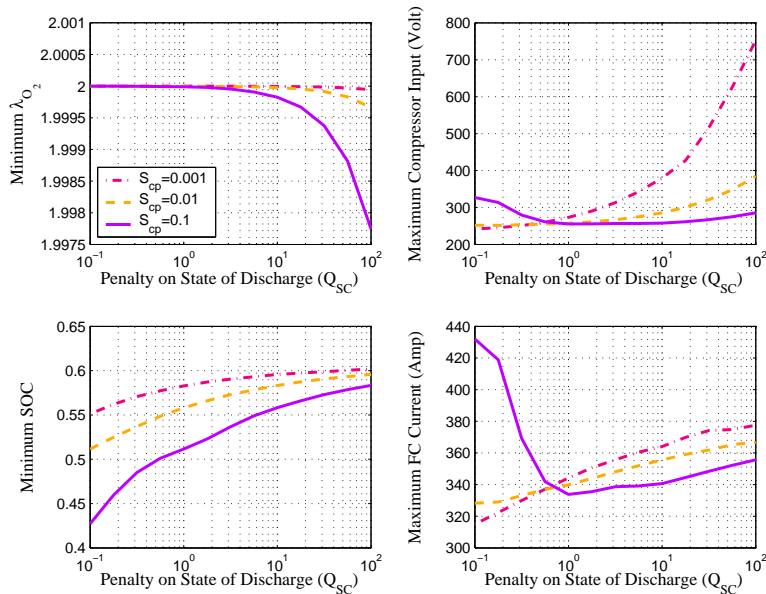 2.001
2.0005
2
1.9995
1.999
1.9985
1.998
1.9975
Minimum λO2
Scp=0.001
Scp=0.01
Scp=0.1
10−1 100 101 102
Penalty on State of Discharge (QSC)
800
700
600
500
400
300
200
Maximum Compressor Input (Volt)
10−1 100 101 102
Penalty on State of Discharge (QSC)
0.65
0.6
0.55
0.5
0.45
0.4
Minimum SOC
10−1 100 101 102
Penalty on State of Discharge (QSC)
440
420
400
380
360
340
320
300
Maximum FC Current (Amp)
10−1 100 101 102
Penalty on State of Discharge (QSC)